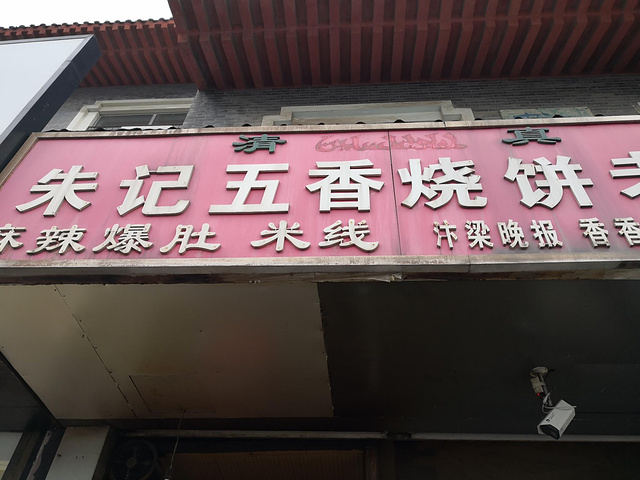 清 真
朱记五香烧饼
麻辣爆肚 米线 汴梁晚报 香香